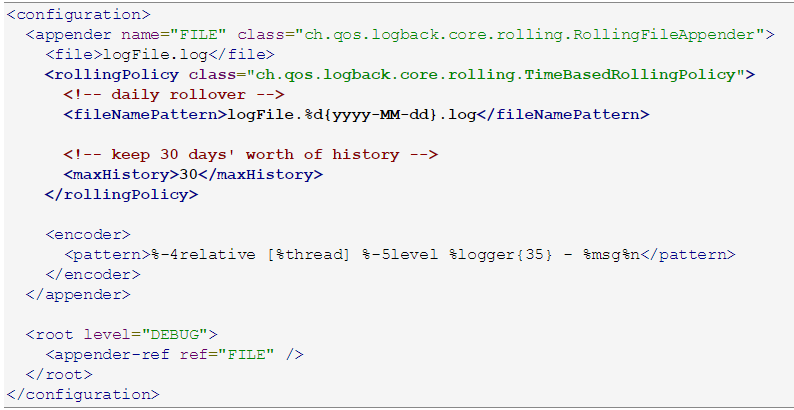 <configuration>
  <appender name="FILE" class="ch.qos.logback.core.rolling.RollingFileAppender">
    <file>logFile.log</file>
    <rollingPolicy class="ch.qos.logback.core.rolling.TimeBasedRollingPolicy">
      <!-- daily rollover -->
      <fileNamePattern>logFile.%d{yyyy-MM-dd}.log</fileNamePattern>

      <!-- keep 30 days' worth of history -->
      <maxHistory>30</maxHistory>
    </rollingPolicy>

    <encoder>
      <pattern>%-4relative [%thread] %-5level %logger{35} - %msg%n</pattern>
    </encoder>
  </appender>

  <root level="DEBUG">
    <appender-ref ref="FILE" />
  </root>
</configuration>